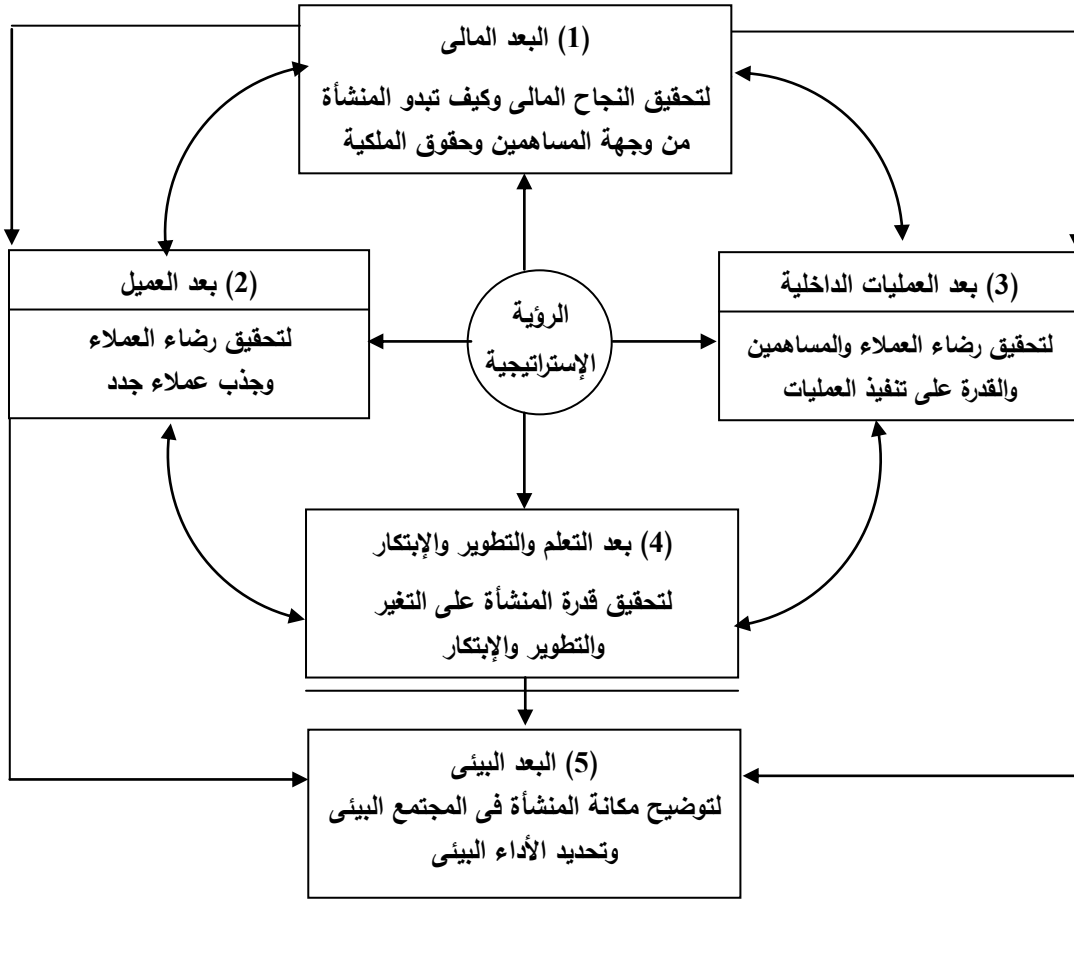 (1) البعد المالى
لتحقيق النجاح المالى وكيف تبدو المنشأة
من وجهة المساهمين وحقوق الملكية
(3) بعد العمليات الداخلية
لتحقيق رضاء العملاء والمساهمين
والقدرة على تنفيذ العمليات
الرؤية
الإستراتيجية
(2) بعد العميل
لتحقيق رضاء العملاء
وجذب عملاء جدد
(4) بعد التعلم والتطوير والإبتكار
لتحقيق قدرة المنشأة على التغير
والتطوير والإبتكار
(5) البعد البيئى
لتوضيح مكانة المنشأة فى المجتمع البيئى
وتحديد الأداء البيئى